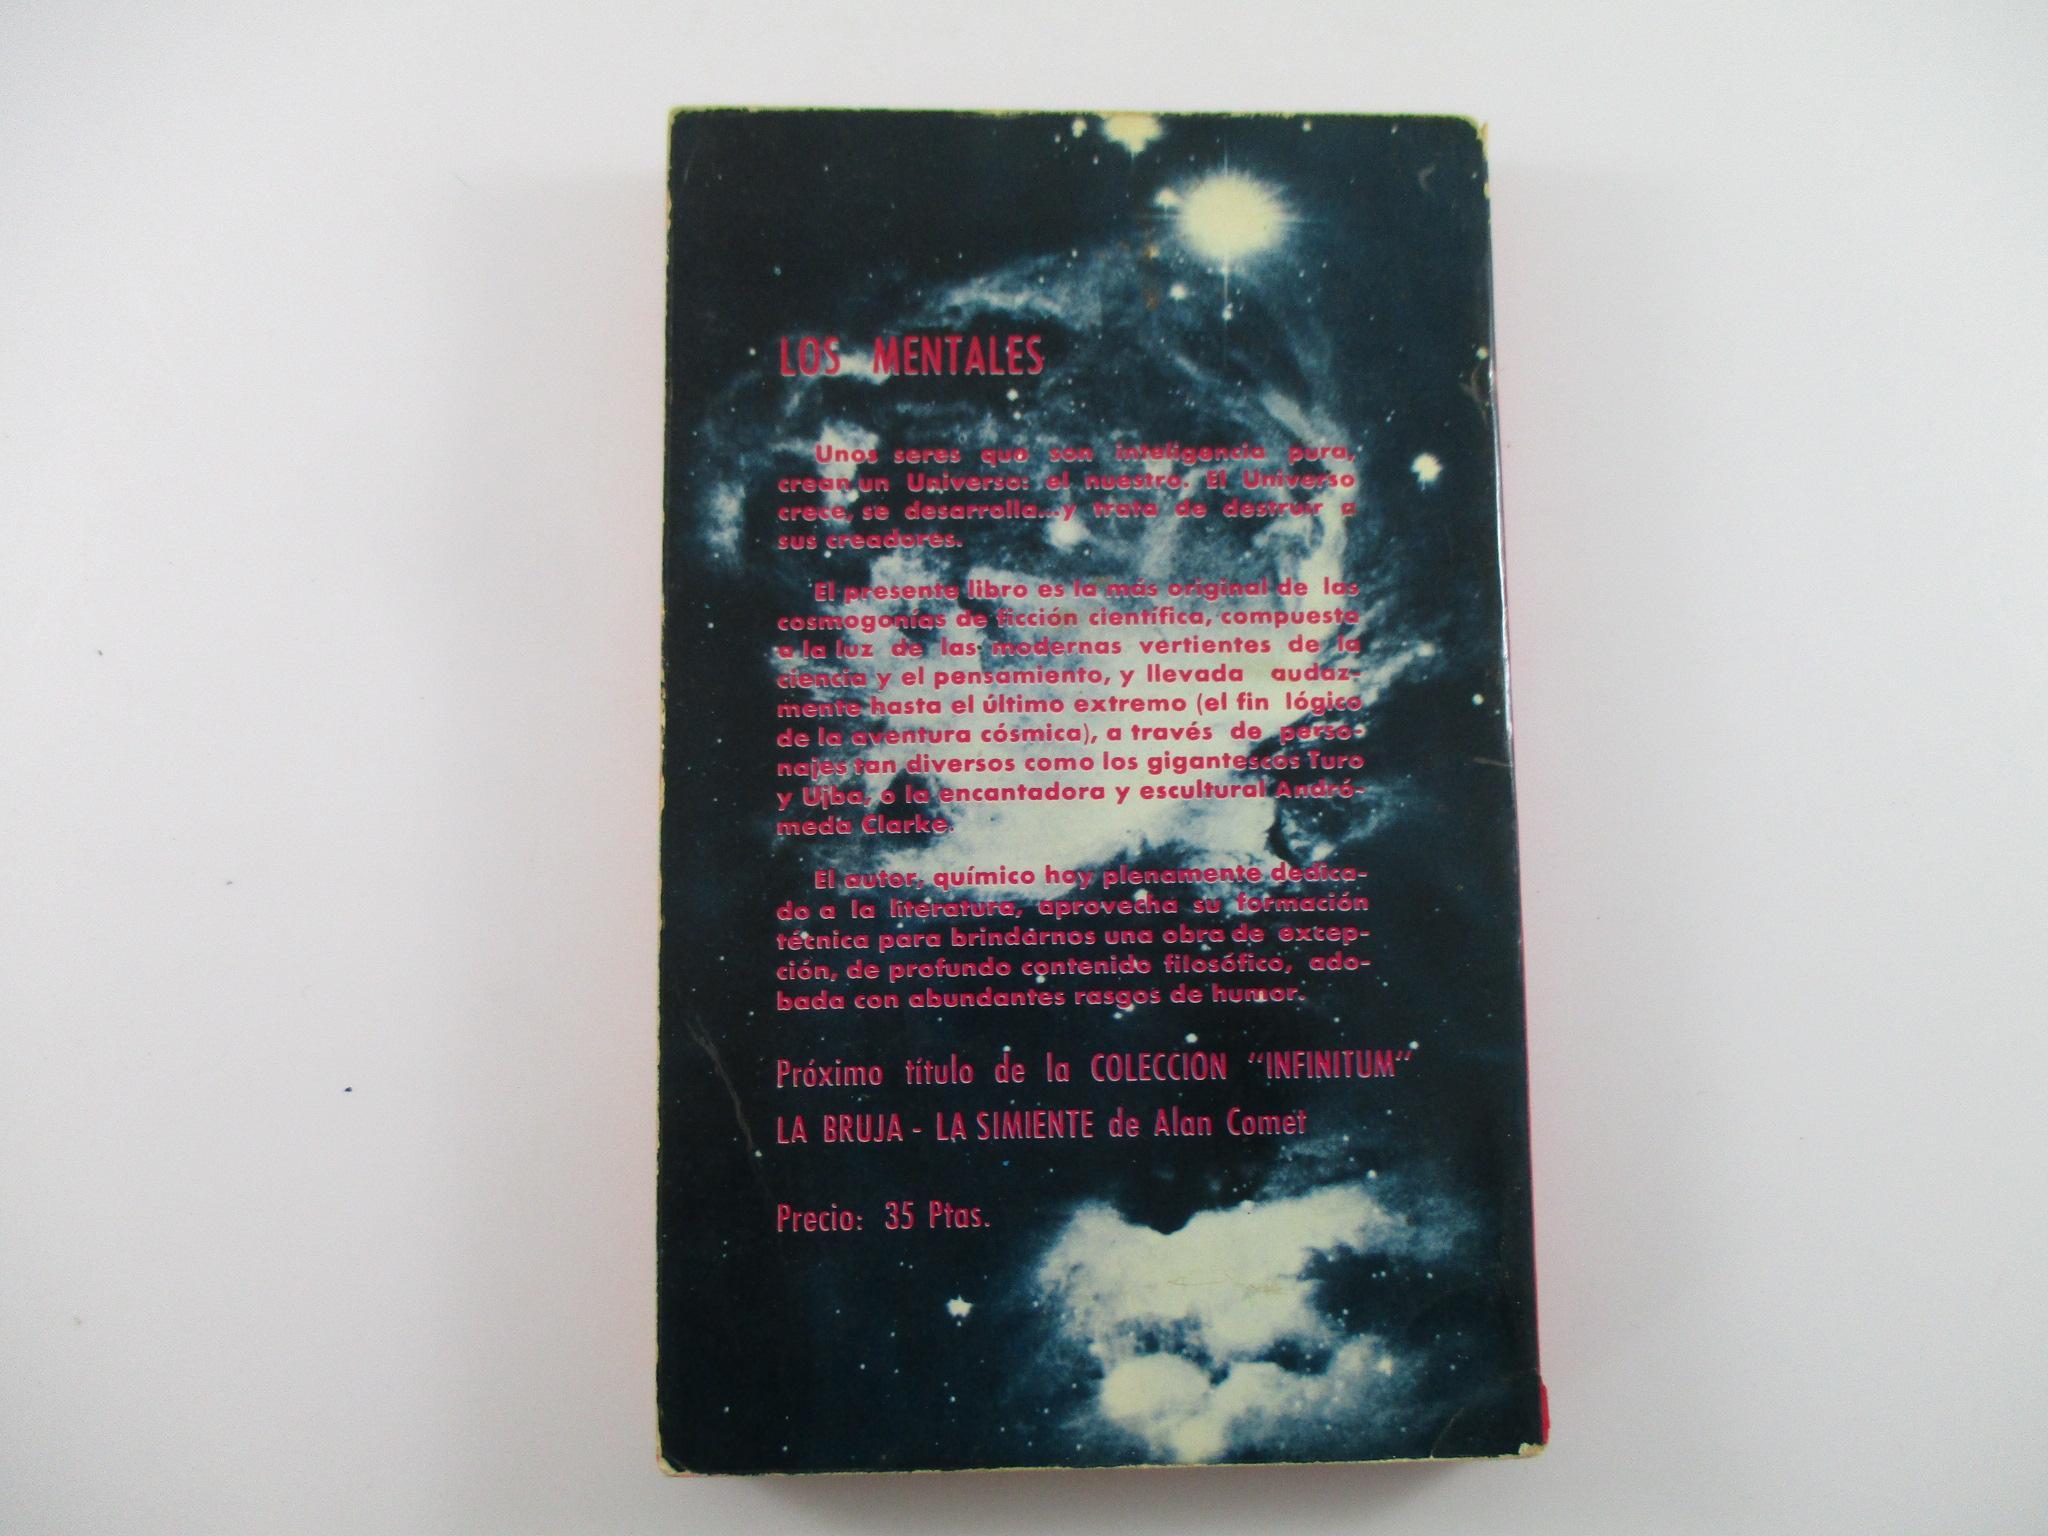 LOS MENTALES
Unos seres que son inteligencia pura,
crean un Universo: el nuestro. El Universo
crece, se desarrolla...y trata de destruir a
sus creadores.
El presente libro es la más original de las
cosmogonías de ficción científica, compuesta
a la luz de las modernas vertientes de la
ciencia y el pensamiento, y llevada audaz-
mente hasta el último extremo (el fin lógico
de la aventura cósmica), a través de perso-
najes tan diversos como los gigantescos Turo
y Ujba, o la encantadora y escultural Andró-
meda Clarke.
El autor, químico hoy plenamente dedica-
do a la literatura, aprovecha su formación
técnica para brindarnos una obra de excep-
ción, de profundo contenido filosófico, ado-
bada con abundantes rasgos de humor.
Próximo título de la COLECCION "INFINITUM"
LA BRUJA - LA SIMIENTE de Alan Comet
Precio: 35 Ptas.